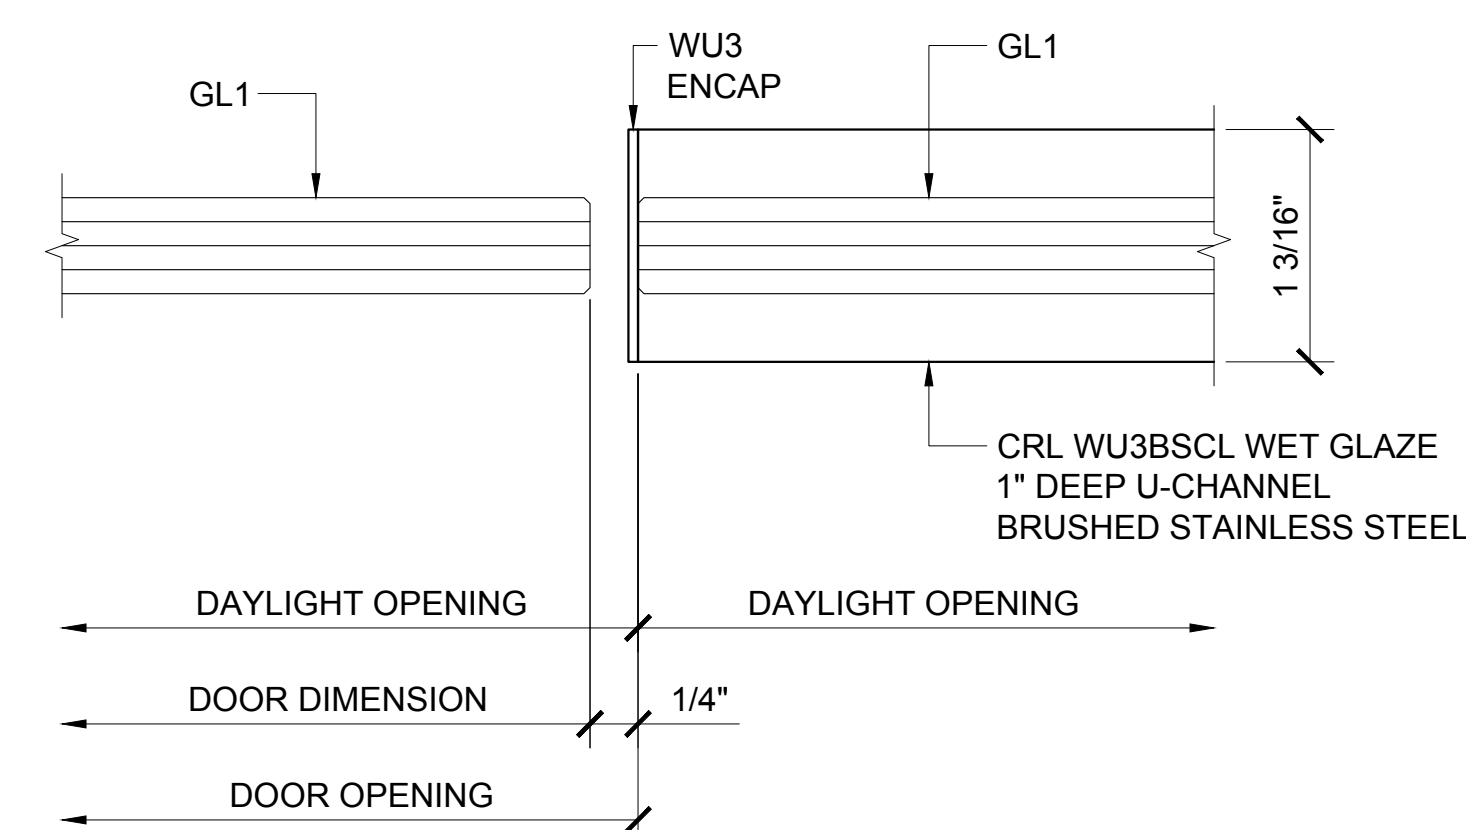 WU3
ENCAP
GL1
GL1
1 3/16"
CRL WU3BSCL WET GLAZE
1" DEEP U-CHANNEL
BRUSHED STAINLESS STEEL
DAYLIGHT OPENING
DAYLIGHT OPENING
DOOR DIMENSION
1/4"
DOOR OPENING